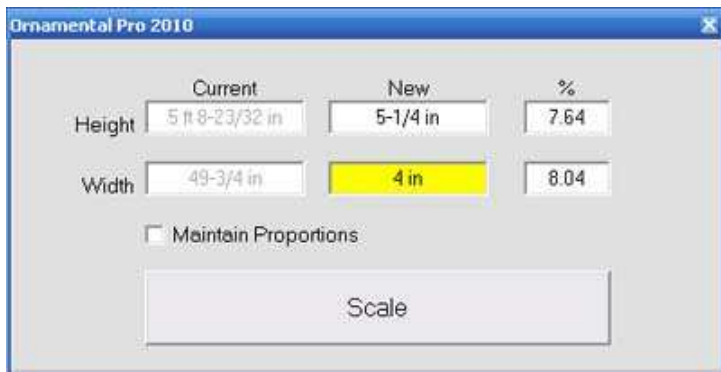 Ornamental Pro 2010
Current New %
Height 5 ft 8-23/32 in 5-1/4 in 7.64
Width 49-3/4 in 4 in 8.04
Maintain Proportions
Scale